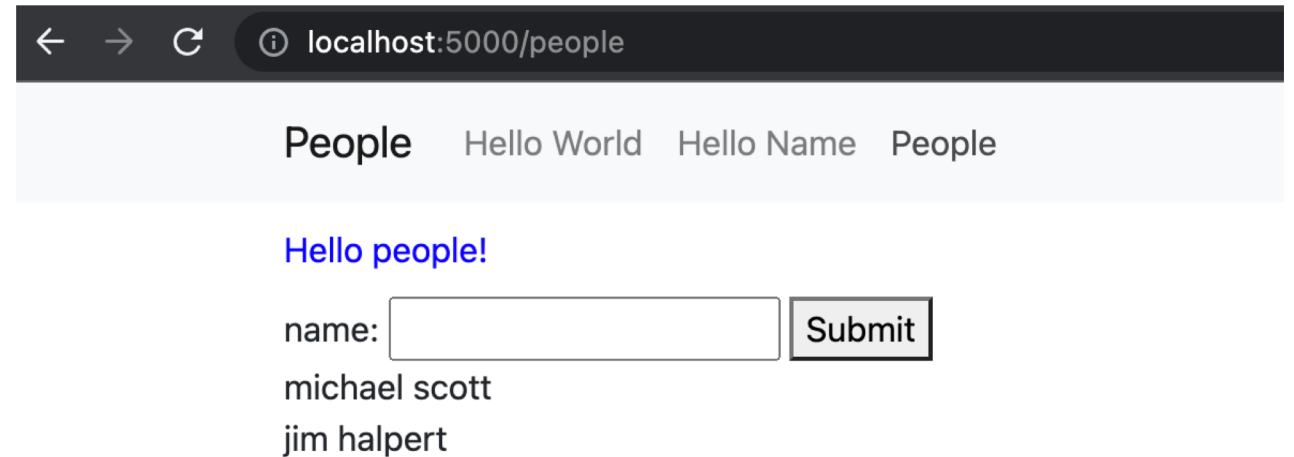 localhost:5000/people
People Hello World Hello Name People
Hello people!
name: Submit
michael scott
jim halpert